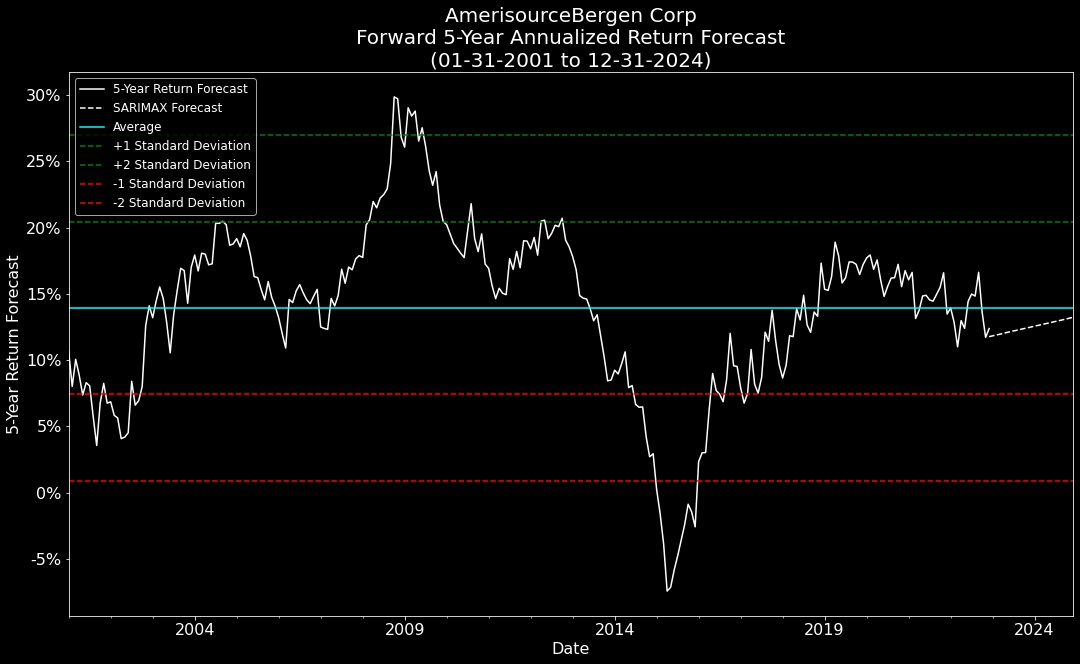 AmerisourceBergen Corp
Forward 5-Year Annualized Return Forecast
(01-31-2001 to 12-31-2024)
5-Year Return Forecast
SARIMAX Forecast
Average
+1 Standard Deviation
+2 Standard Deviation
-1 Standard Deviation
-2 Standard Deviation
5-Year Return Forecast
30%
25%
20%
15%
10%
5%
0%
-5%
2004
2009
2014
2019
2024
Date